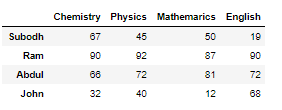 Chemistry Physics Mathemarics English
Subodh 67 45 50 19
Ram 90 92 87 90
Abdul 66 72 81 72
John 32 40 12 68